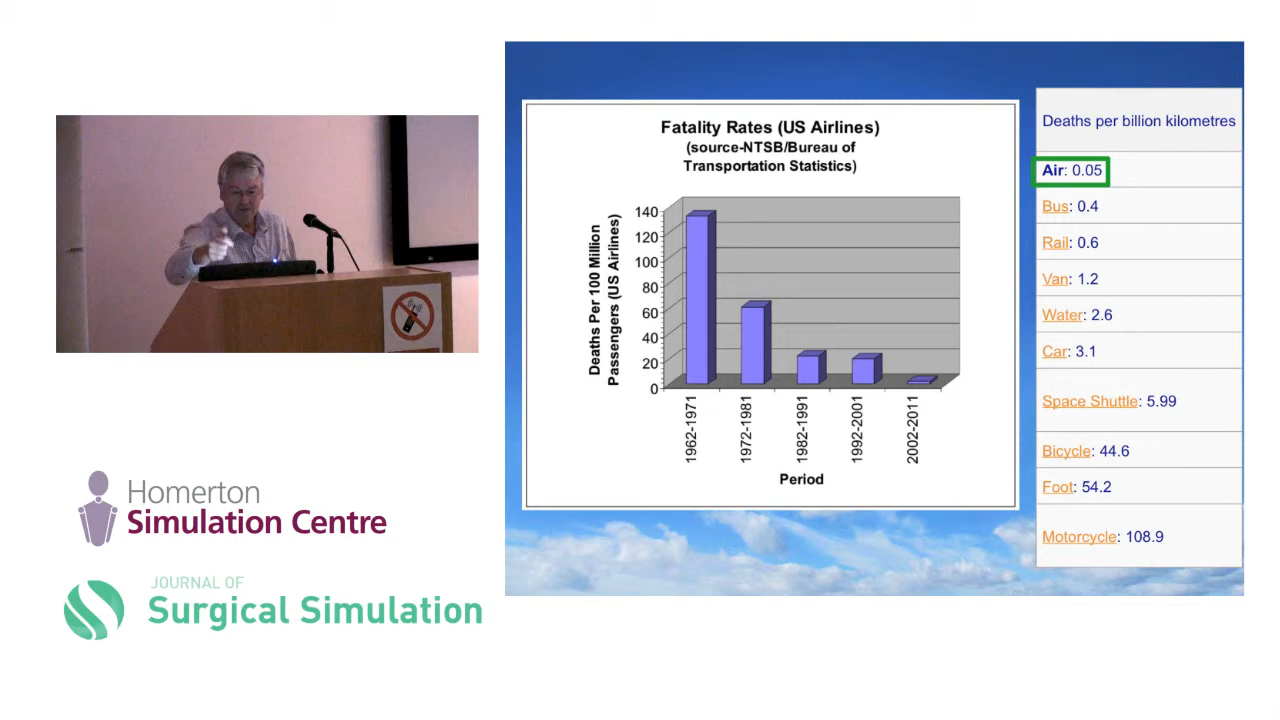 Fatality Rates (US Airlines)
(source-NTSB/Bureau of
Transportation Statistics)
Deaths Per 100 Million
Passengers (US Airlines)
140
120
100
80
60
40
20
0
1962-1971
1972-1981
1982-1991
1992-2001
2002-2011
Period
Deaths per billion kilometres
Air: 0.05
Bus: 0.4
Rail: 0.6
Van: 1.2
Water: 2.6
Car: 3.1
Space Shuttle: 5.99
Bicycle: 44.6
Foot: 54.2
Motorcycle: 108.9
Homerton
Simulation Centre
JOURNAL OF
Surgical Simulation